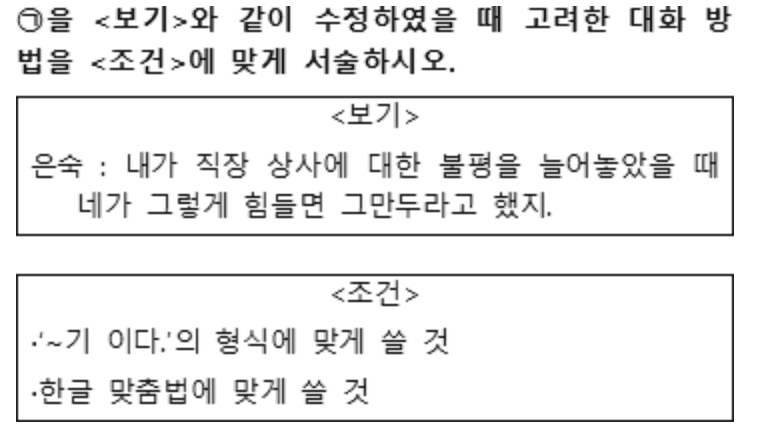 ㉠을 <보기>와 같이 수정하였을 때 고려한 대화 방
법을 <조건>에 맞게 서술하시오.
<보기>
은숙 : 내가 직장 상사에 대한 불평을 늘어놓았을 때
네가 그렇게 힘들면 그만두라고 했지.
<조건>
·'~기 이다.'의 형식에 맞게 쓸 것
·한글 맞춤법에 맞게 쓸 것